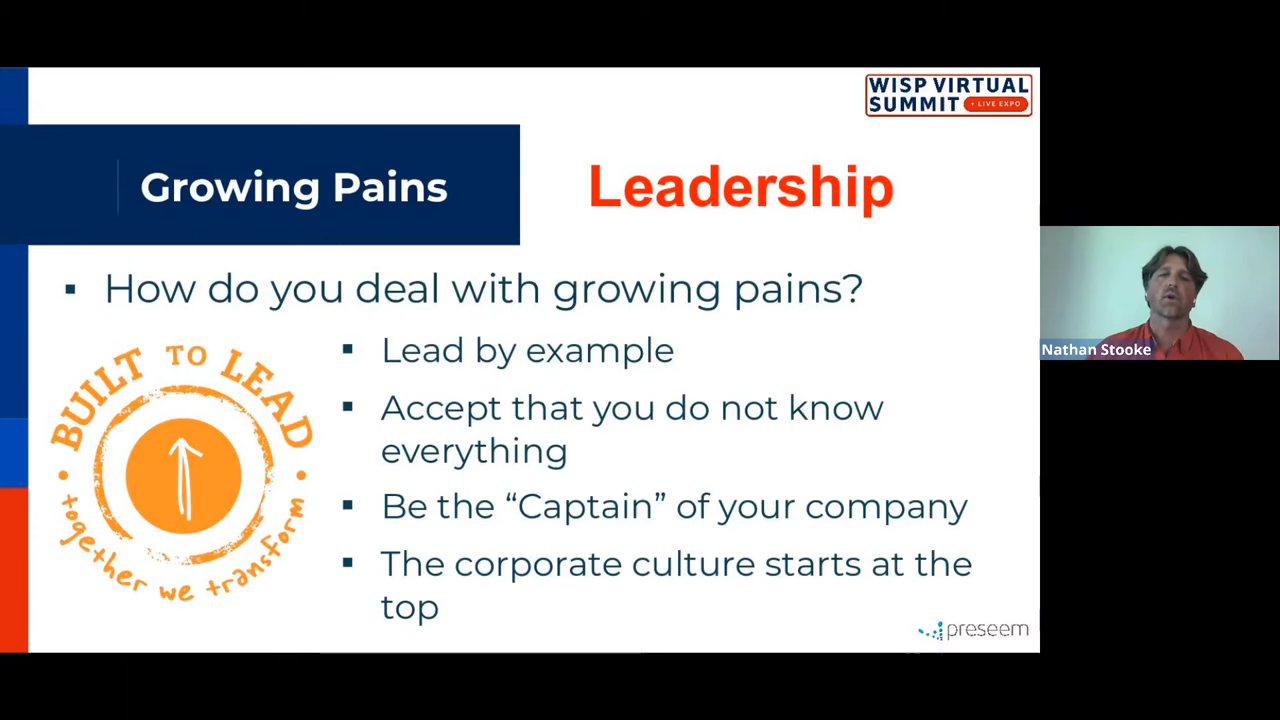 WISP VIRTUAL
SUMMIT + LIVE EXPO
Growing Pains
Leadership
▪ How do you deal with growing pains?
▪ Lead by example
▪ Accept that you do not know
everything
▪ Be the “Captain” of your company
▪ The corporate culture starts at the
top
· BUILT TO LEAD ·
together we transform
preseem
Nathan Stooke